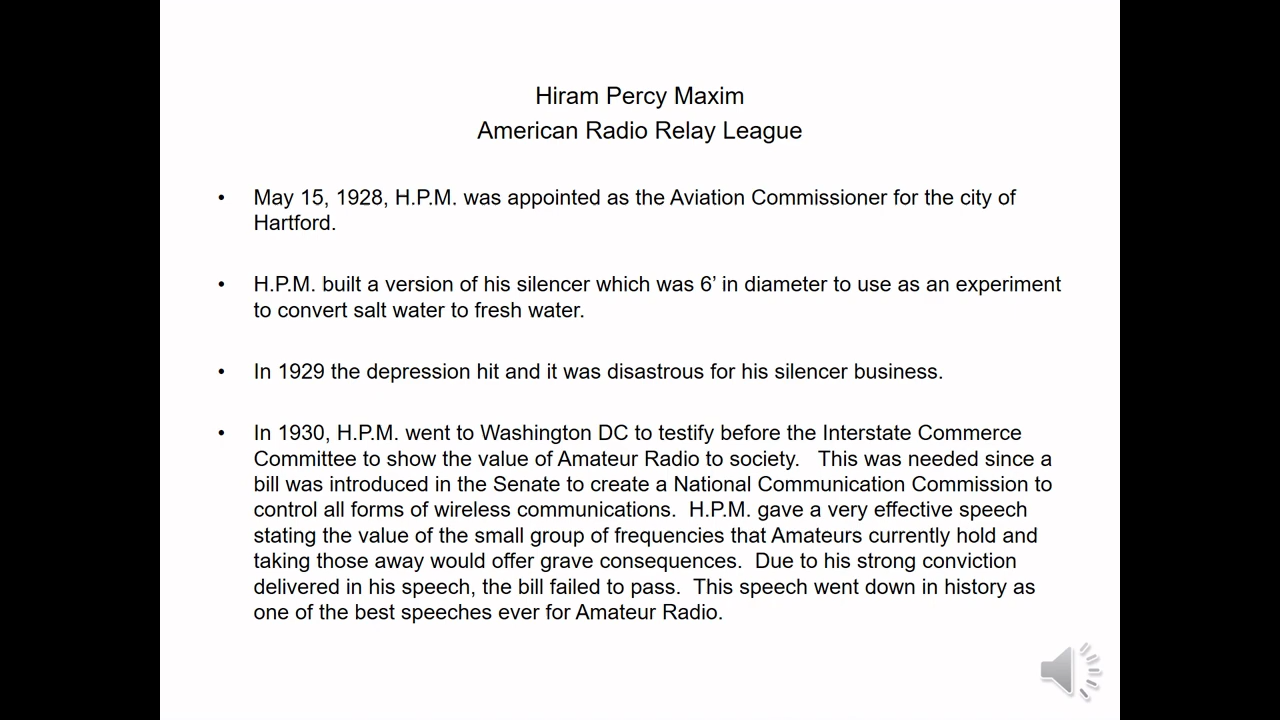 Hiram Percy Maxim
American Radio Relay League
• May 15, 1928, H.P.M. was appointed as the Aviation Commissioner for the city of
Hartford.
• H.P.M. built a version of his silencer which was 6’ in diameter to use as an experiment
to convert salt water to fresh water.
• In 1929 the depression hit and it was disastrous for his silencer business.
• In 1930, H.P.M. went to Washington DC to testify before the Interstate Commerce
Committee to show the value of Amateur Radio to society.   This was needed since a
bill was introduced in the Senate to create a National Communication Commission to
control all forms of wireless communications.  H.P.M. gave a very effective speech
stating the value of the small group of frequencies that Amateurs currently hold and
taking those away would offer grave consequences.  Due to his strong conviction
delivered in his speech, the bill failed to pass.  This speech went down in history as
one of the best speeches ever for Amateur Radio.